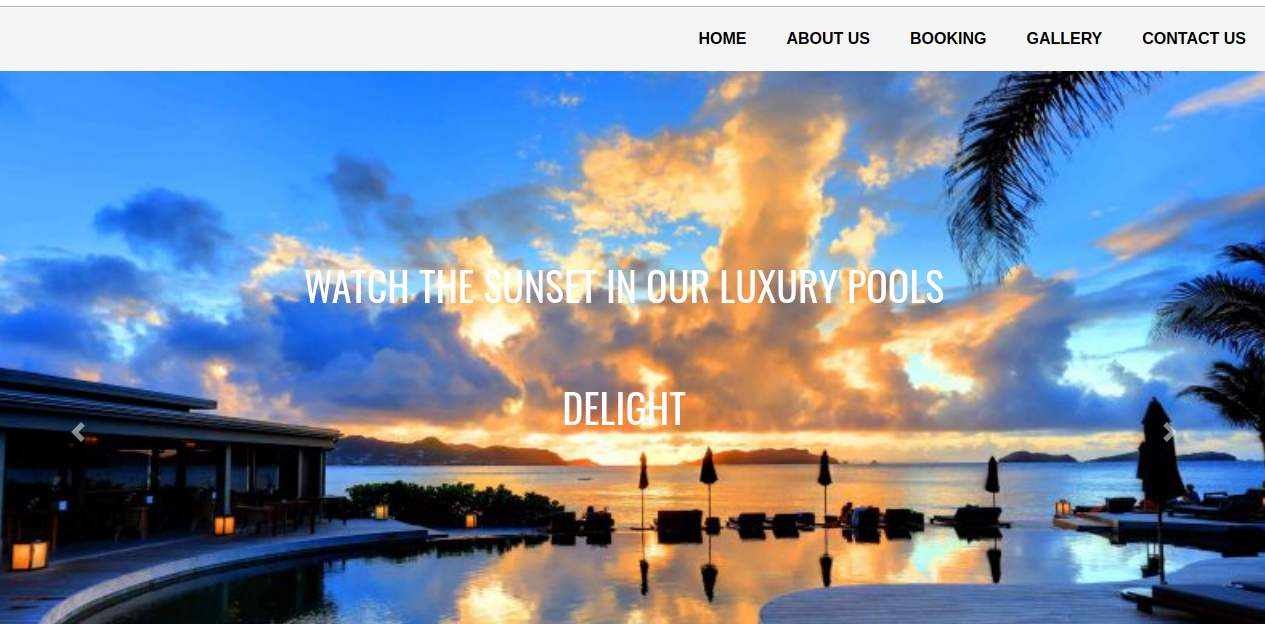 HOME ABOUT US BOOKING GALLERY CONTACT US
WATCH THE SUNSET IN OUR LUXURY POOLS
DELIGHT